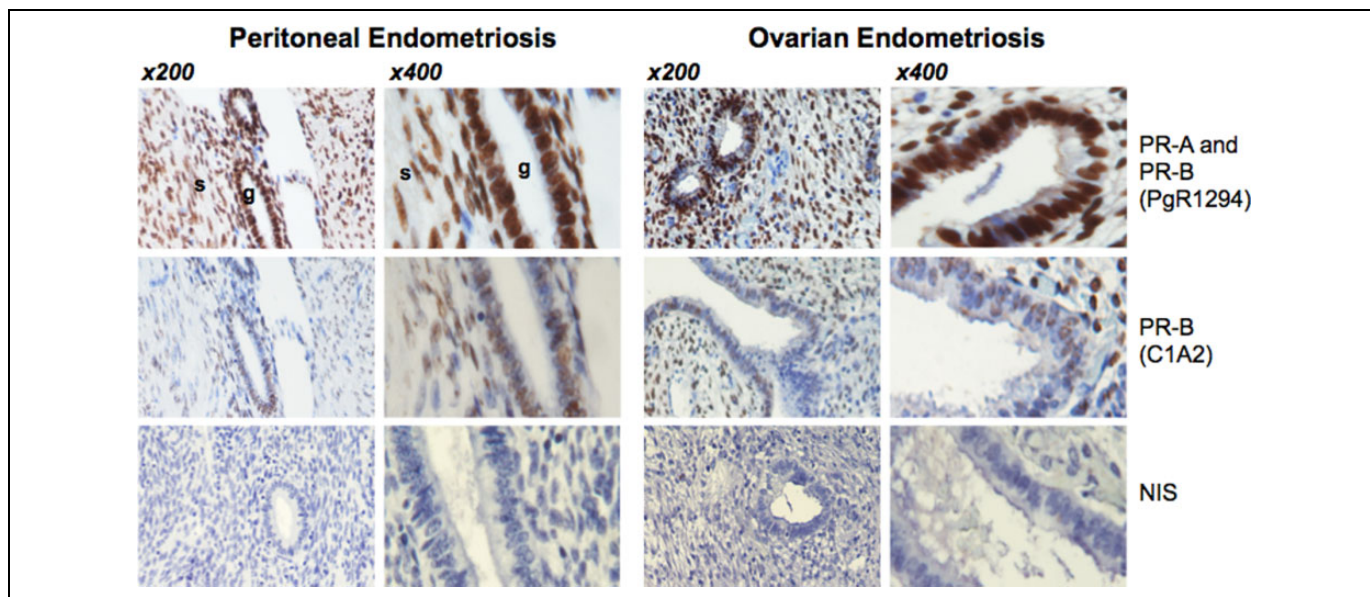 Peritoneal Endometriosis
Ovarian Endometriosis
x200
x400
x200
x400
s
g
s
g
PR-A and
PR-B
(PgR1294)
PR-B
(C1A2)
NIS